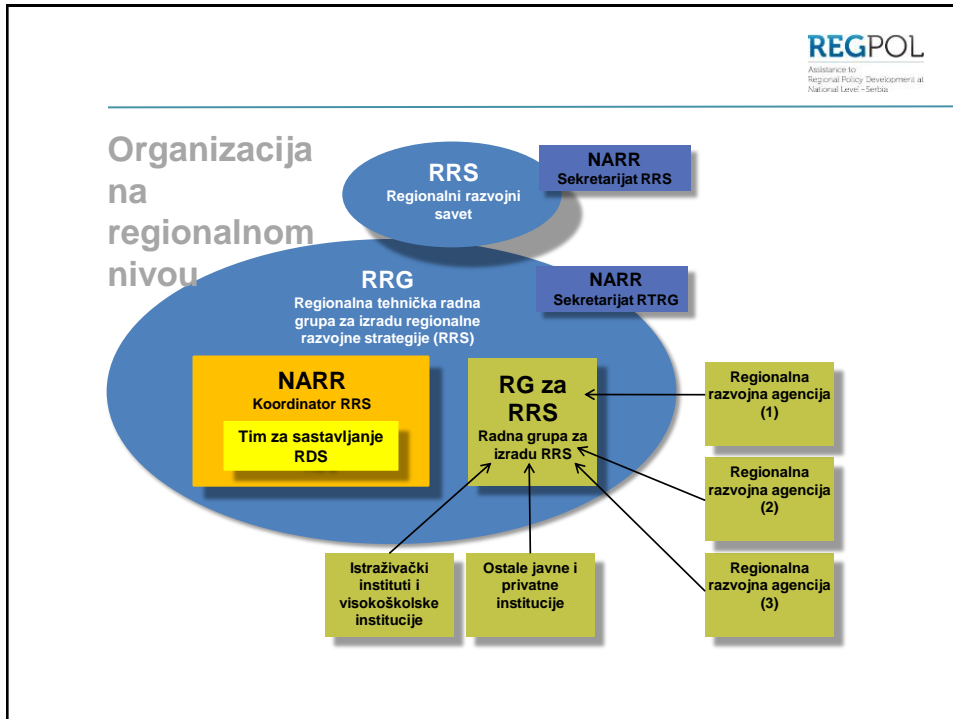 REGPOL
Assistance to
Regional Policy Development at
National Level – Serbia
Organizacija
na
regionalnom
nivou
RRS
Regionalni razvojni
savet
NARR
Sekretarijat RRS
RRG
Regionalna tehnička radna
grupa za izradu regionalne
razvojne strategije (RRS)
NARR
Sekretarijat RTRG
NARR
Koordinator RRS
Tim za sastavljanje
RDS
RG za
RRS
Radna grupa za
izradu RRS
Regionalna
razvojna agencija
(1)
Regionalna
razvojna agencija
(2)
Regionalna
razvojna agencija
(3)
Istraživački
instituti i
visokoškolske
institucije
Ostale javne i
privatne
institucije